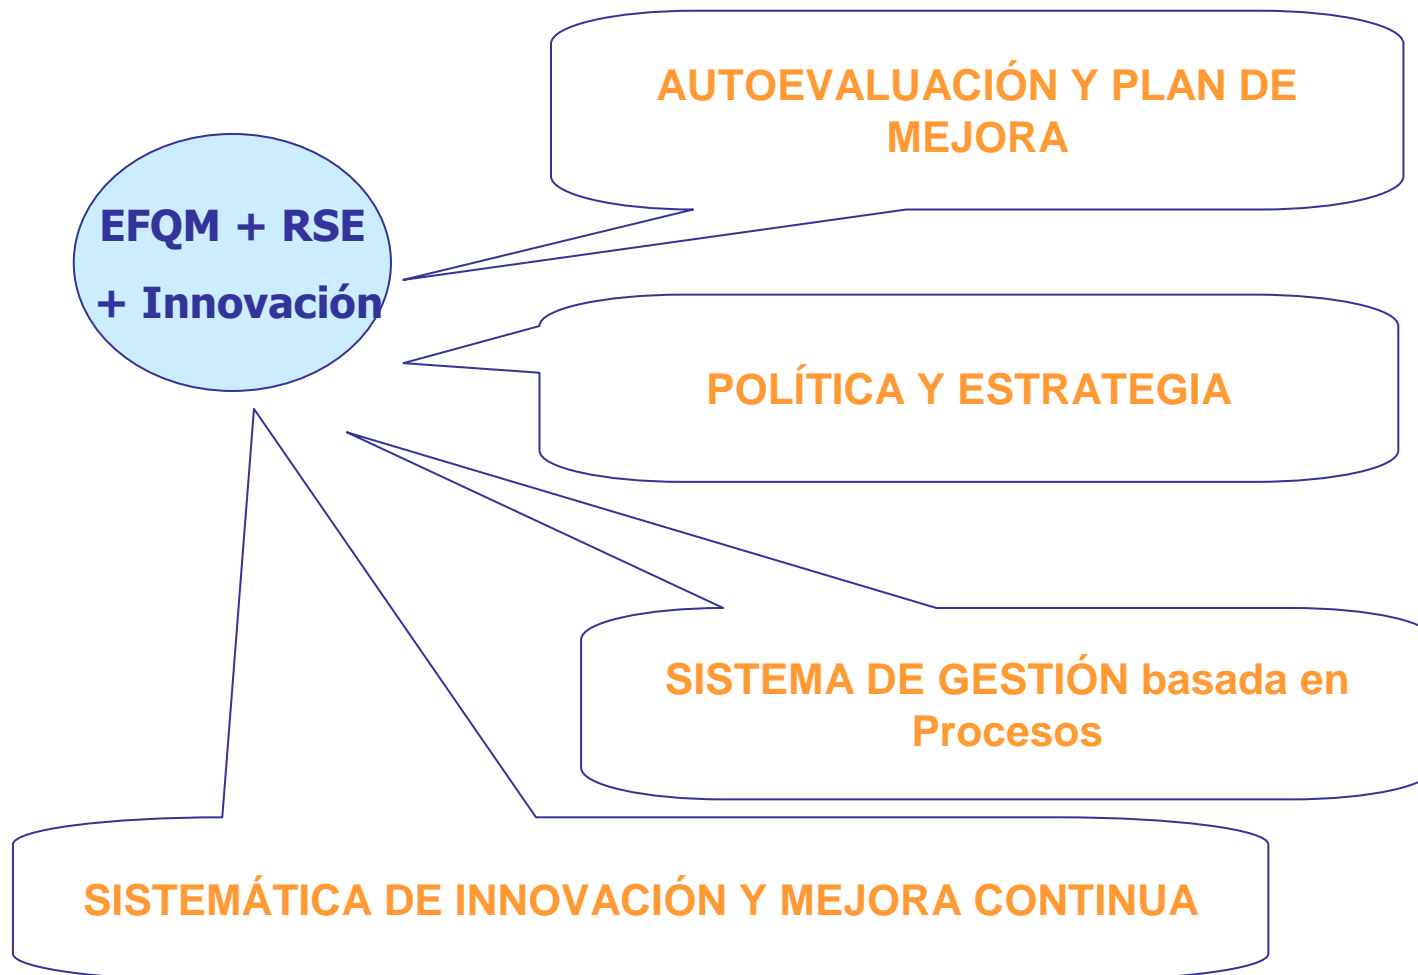 AUTOEVALUACIÓN Y PLAN DE
MEJORA
EFQM + RSE
+ Innovación
POLÍTICA Y ESTRATEGIA
SISTEMA DE GESTIÓN basada en
Procesos
SISTEMÁTICA DE INNOVACIÓN Y MEJORA CONTINUA